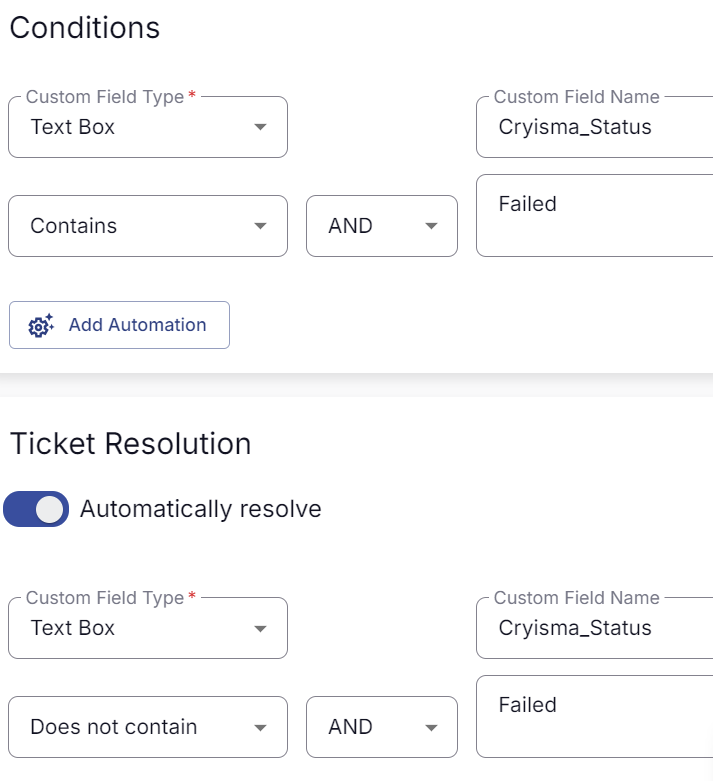 Conditions
Custom Field Type *
Custom Field Name
Text Box
Cryisma_Status
Contains
AND
Failed
Add Automation
Ticket Resolution
Automatically resolve
Custom Field Type *
Custom Field Name
Text Box
Cryisma_Status
Does not contain
AND
Failed